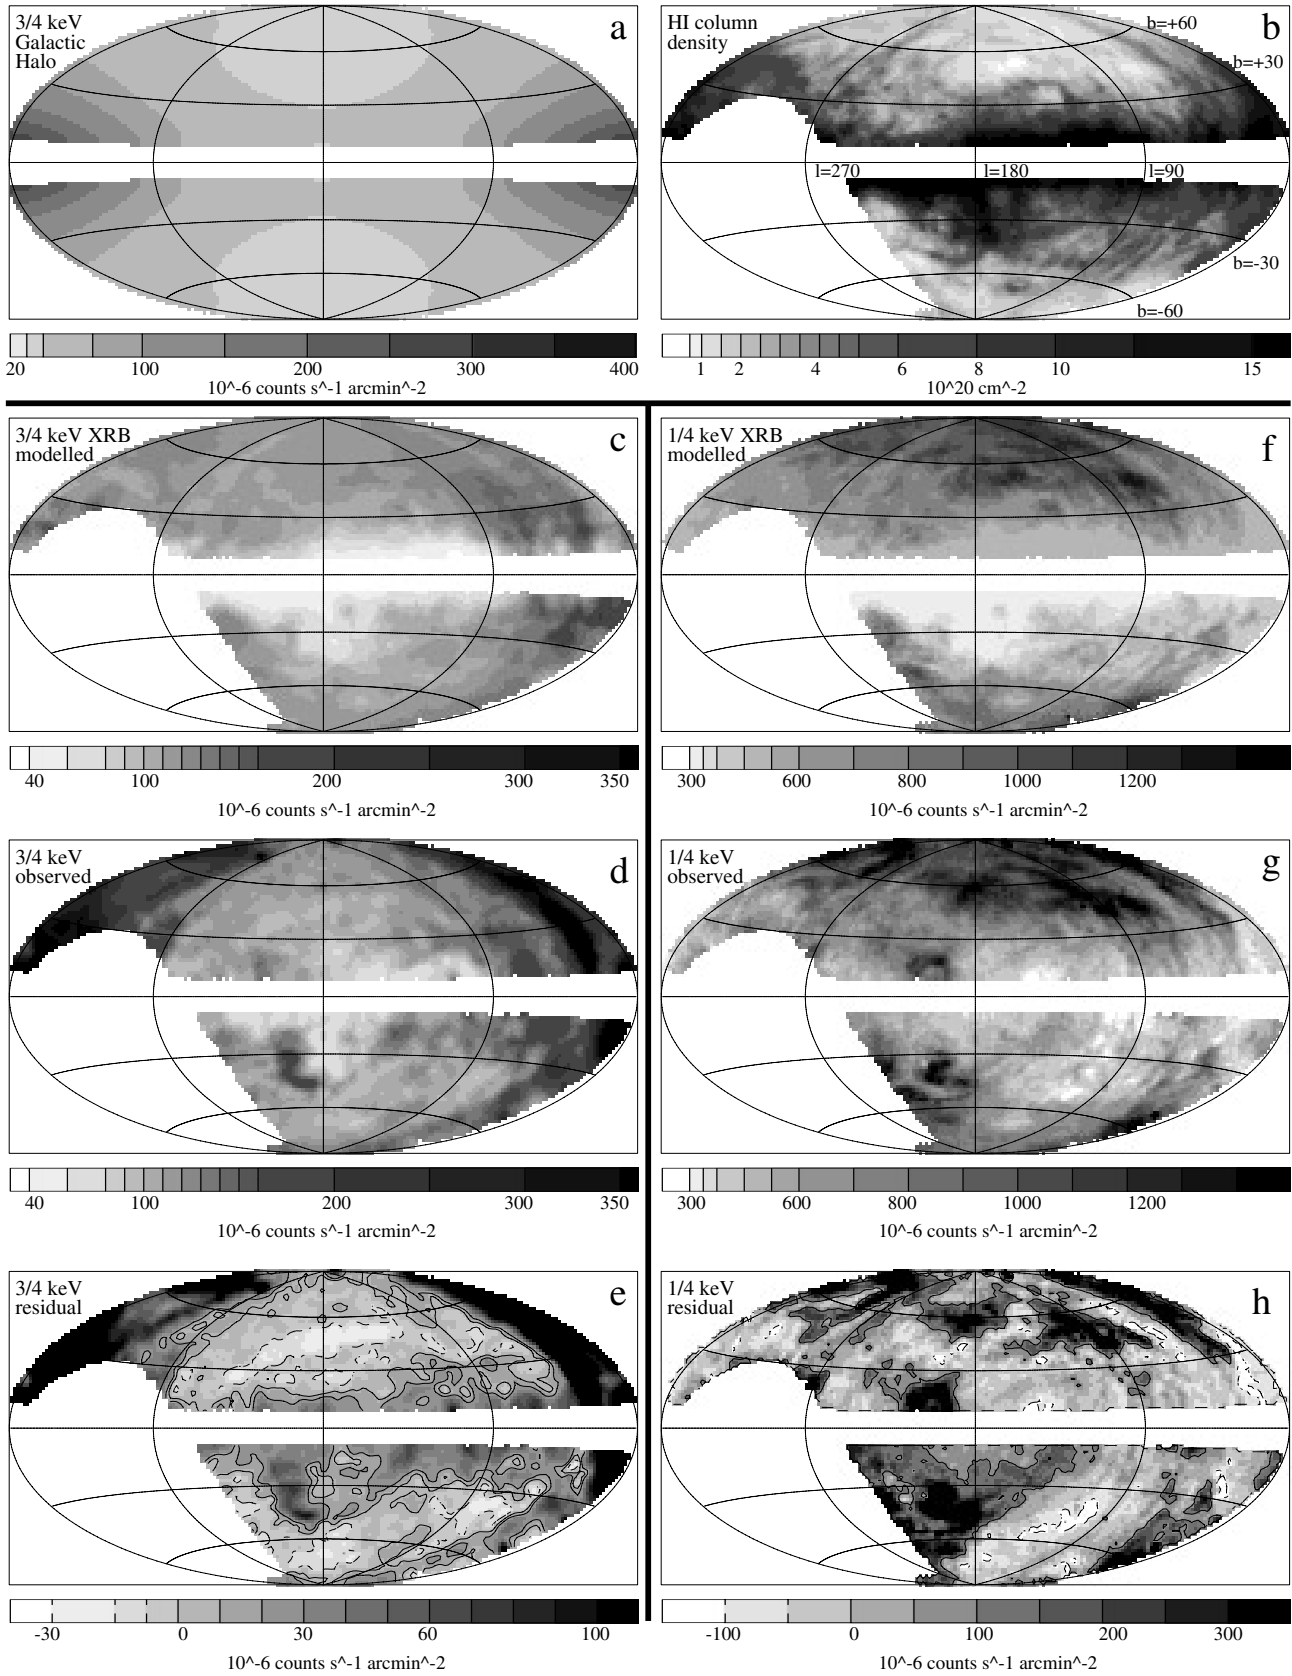 3/4 keV
Galactic
Halo
a
20 100 200 300 400
10^-6 counts s^-1 arcmin^-2
HI column
density
b
b=+60
b=+30
l=270 l=180 l=90
b=-30
b=-60
1 2 4 6 8 10 15
10^20 cm^-2
3/4 keV XRB
modelled
c
40 100 200 300 350
10^-6 counts s^-1 arcmin^-2
1/4 keV XRB
modelled
f
300 600 800 1000 1200
10^-6 counts s^-1 arcmin^-2
3/4 keV
observed
d
40 100 200 300 350
10^-6 counts s^-1 arcmin^-2
1/4 keV
observed
g
300 600 800 1000 1200
10^-6 counts s^-1 arcmin^-2
3/4 keV
residual
e
-30 0 30 60 100
10^-6 counts s^-1 arcmin^-2
1/4 keV
residual
h
-100 0 100 200 300
10^-6 counts s^-1 arcmin^-2